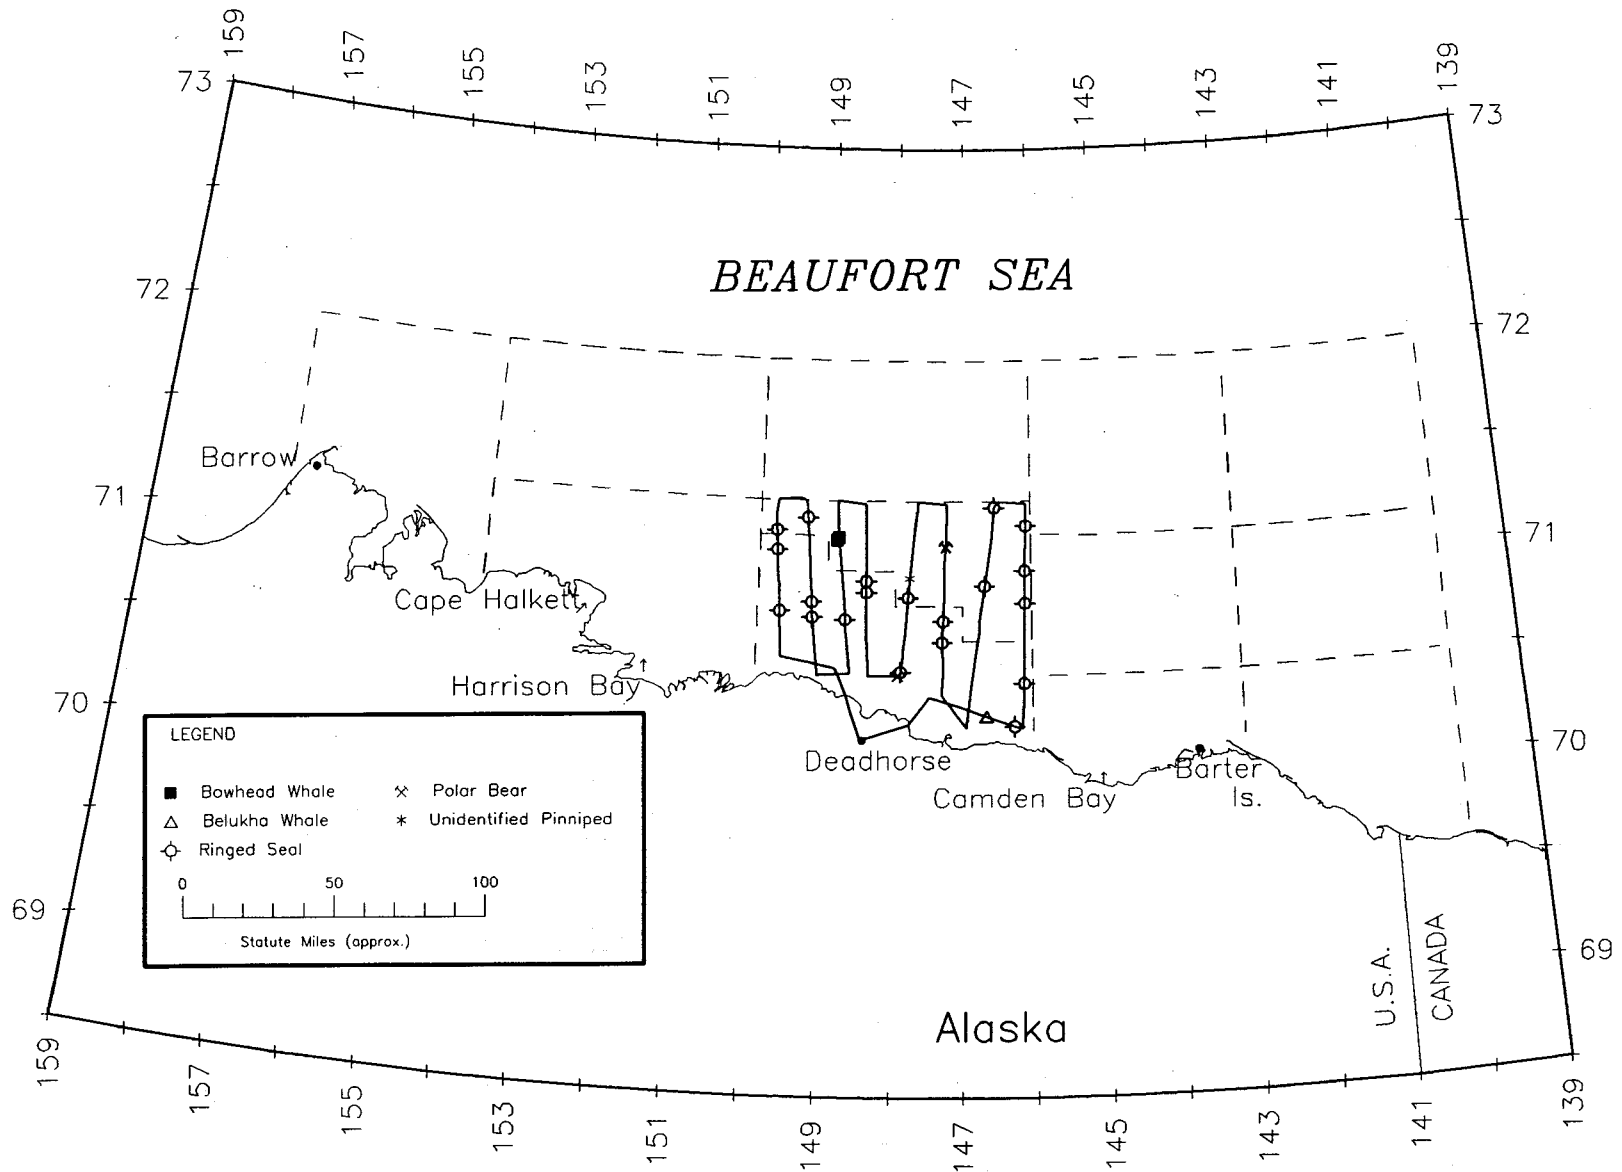 159
157
155
153
151
149
147
145
143
141
139
73
73
72
72
BEAUFORT SEA
Barrow
71
71
Cape Halkett
Harrison Bay
70
70
Deadhorse
Barter
Is.
Camden Bay
LEGEND
Bowhead Whale
Polar Bear
Belukha Whale
Unidentified Pinniped
Ringed Seal
0 50 100
Statute Miles (approx.)
69
69
U.S.A.
CANADA
Alaska
159
157
155
153
151
149
147
145
143
141
139